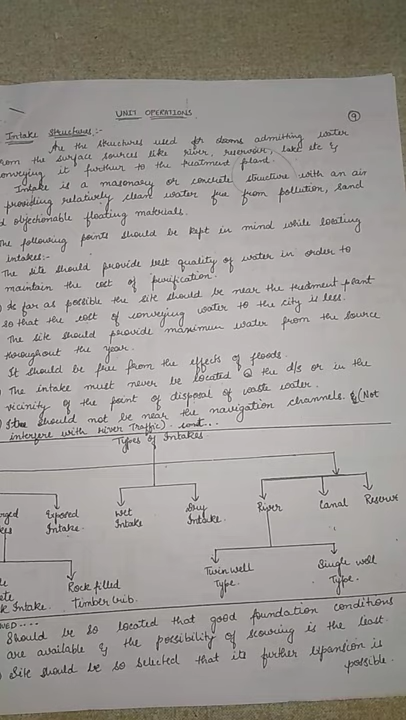 UNIT OPERATIONS
9
Intake Structures :-
Are the structures used for admitting water
from the surface sources like river, reservoir, lake etc &
conveying it further to the treatment plant.
Intake is a masonary or concrete structure with an aim
providing relatively clean water free from pollution, sand
d objectionable floating materials.
The following points should be kept in mind while locating
intakes:-
The site should provide best quality of water in order to
maintain the cost of purification.
As far as possible the site should be near the treatment plant
so that the cost of conveying water to the city is less.
The site should provide maximum water from the source
throughout the year.
It should be free from the effects of floods.
The intake must never be located @ the d/s or in the
vicinity of the point of disposal of waste water.
Site should not be near the navigation channels. (Not
interfere with river Traffic). cont...
Types of Intakes
rged
Exposed
Intake.
Wet
Intake
Dry
Intake.
River
Canal
Reserve
Twin well
Type.
Single well
Type.
ete
k Intake.
Rock filled
Timber Crib.
UED....
Should be so located that good foundation conditions
are available & the possibility of scouring is the least.
Site should be so selected that its further expansion is
possible.